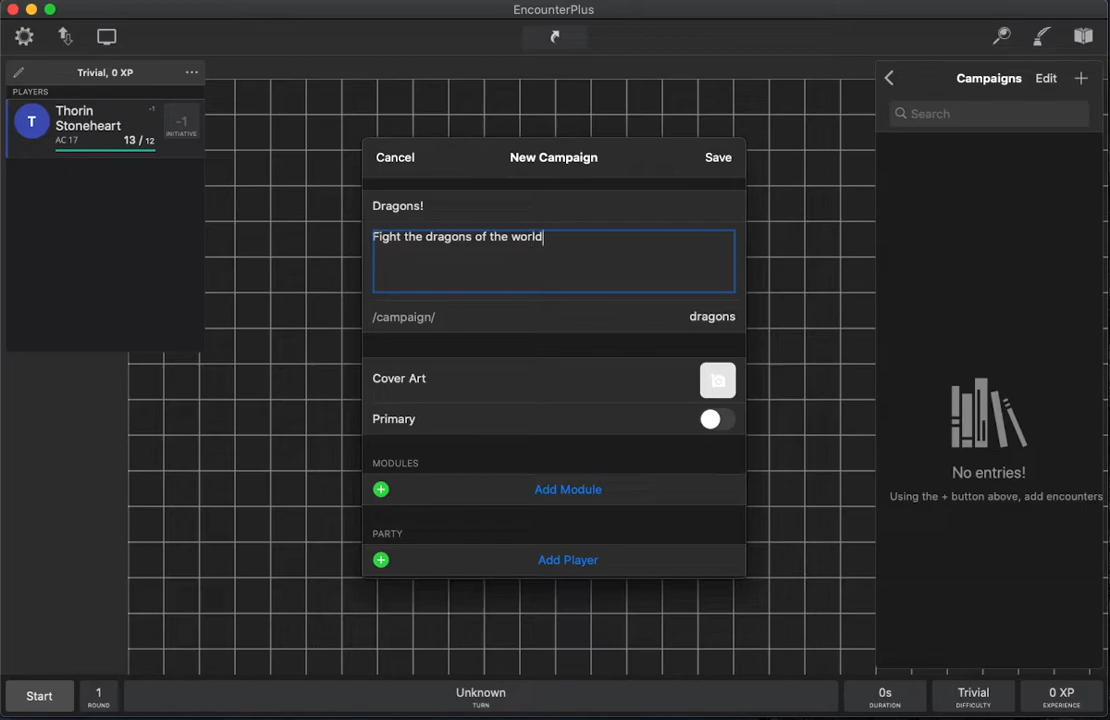 EncounterPlus
Trivial, 0 XP
...
PLAYERS
T
Thorin
Stoneheart
-1
AC 17
13 / 12
-1
INITIATIVE
Cancel
New Campaign
Save
Dragons!
Fight the dragons of the world
/campaign/
dragons
Cover Art
Primary
MODULES
Add Module
PARTY
Add Player
Campaigns
Edit
Search
No entries!
Using the + button above, add encounters
Start
1
ROUND
Unknown
TURN
0s
DURATION
Trivial
DIFFICULTY
0 XP
EXPERIENCE